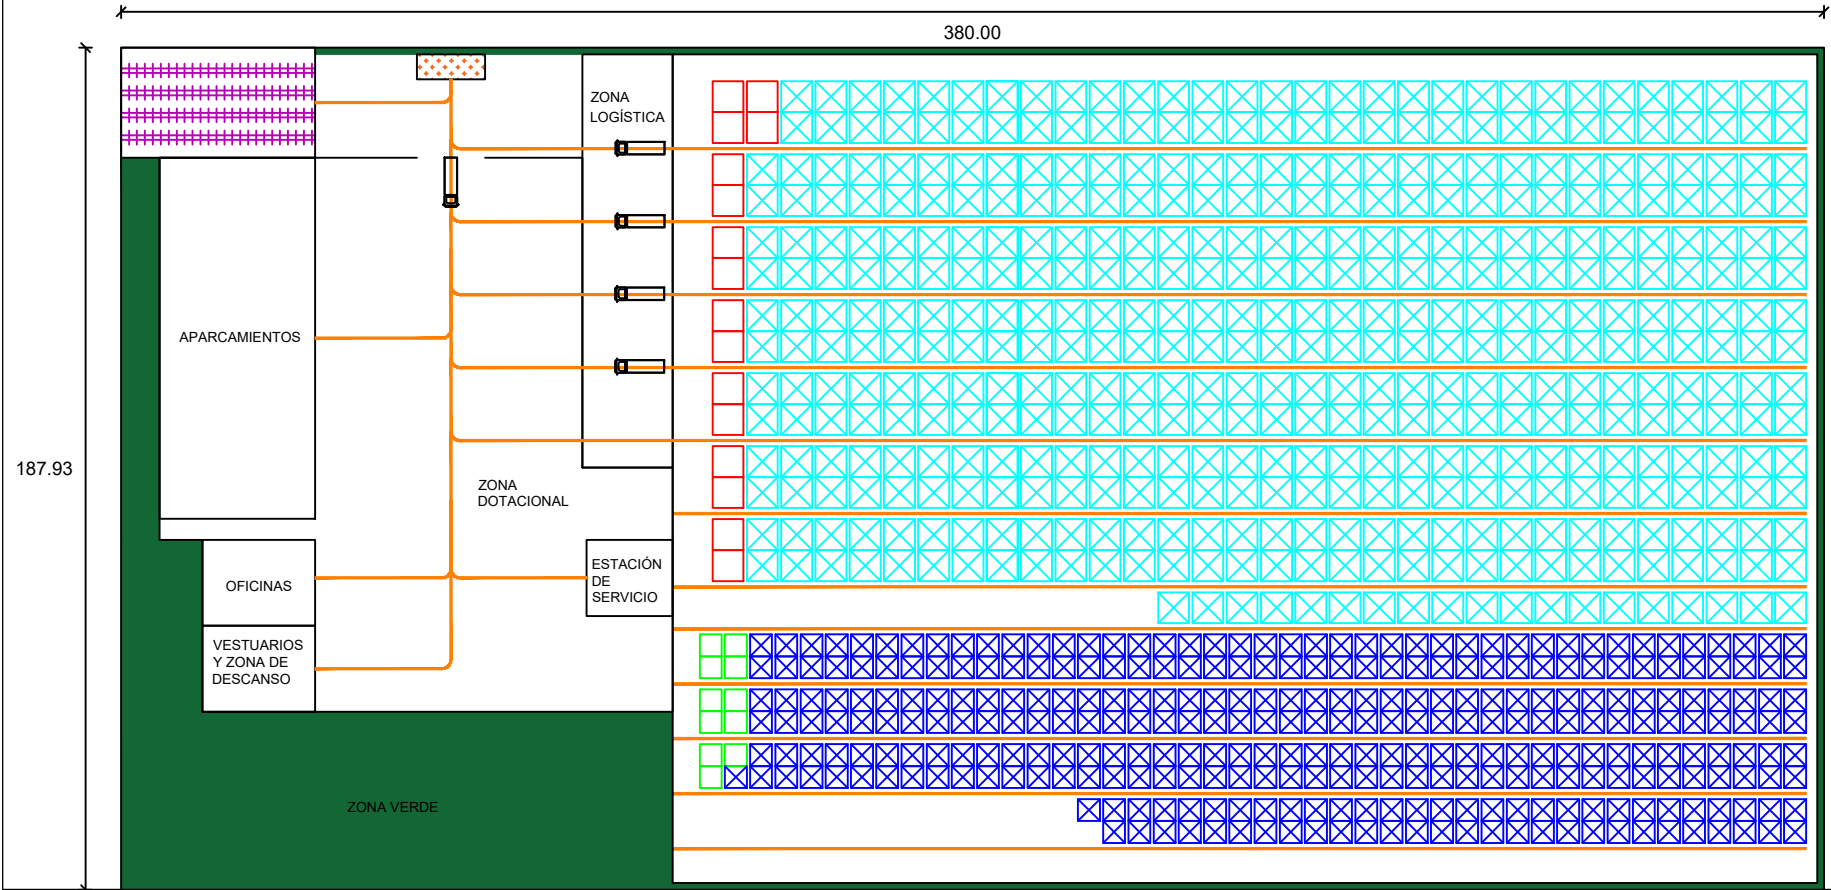 380.00
ZONA
LOGÍSTICA
APARCAMIENTOS
187.93
ZONA
DOTACIONAL
ESTACIÓN
DE
SERVICIO
OFICINAS
VESTUARIOS
Y ZONA DE
DESCANSO
ZONA VERDE